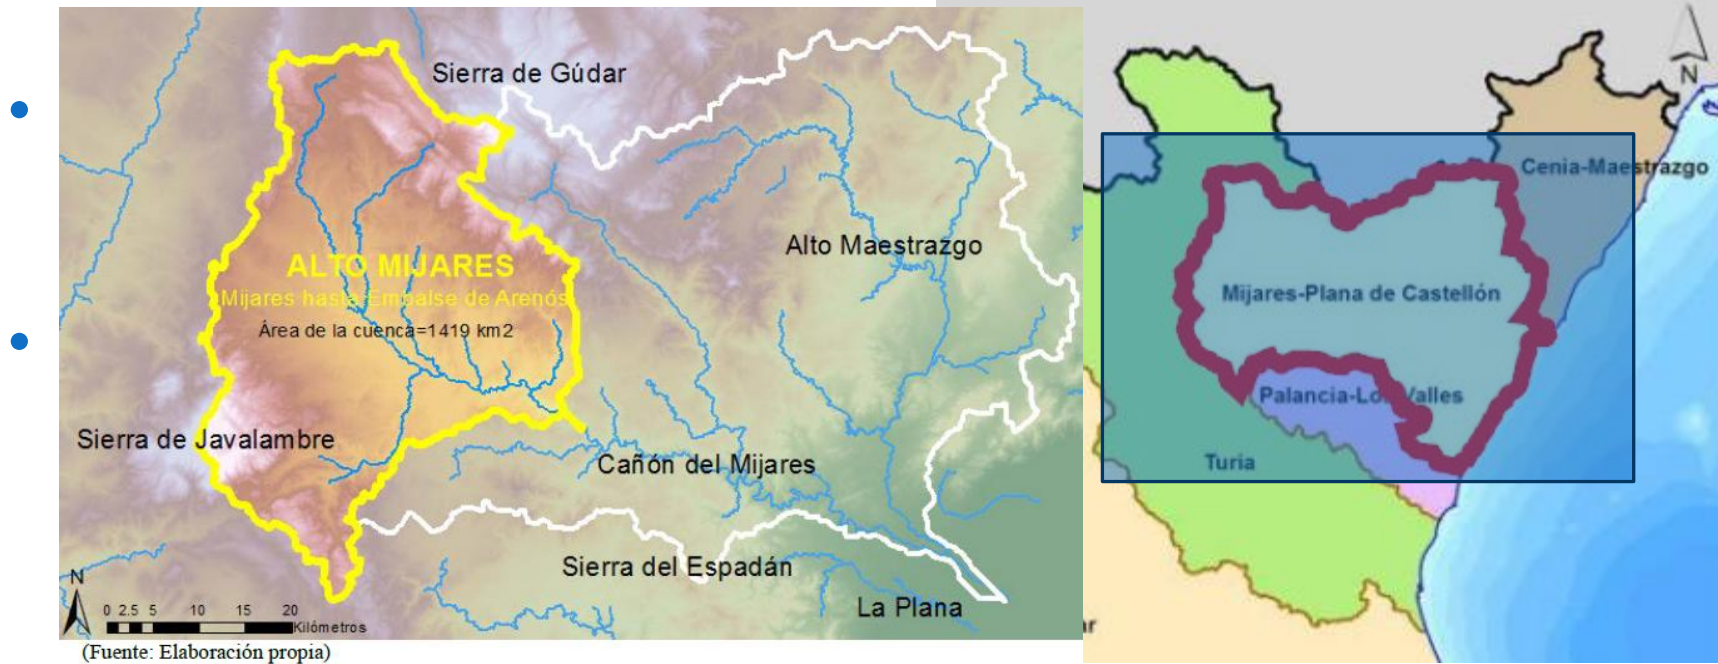 Sierra de Gúdar
Alto Maestrazgo
ALTO MIJARES
Mijares hasta Embalse de Arenós
Área de la cuenca=1419 km2
Sierra de Javalambre
Cañón del Mijares
Sierra del Espadán
La Plana
N
0 2.5 5 10 15 20
Kilómetros
(Fuente: Elaboración propia)
N
Cenia-Maestrazgo
Mijares-Plana de Castellón
Palancia-Los Valles
Turia